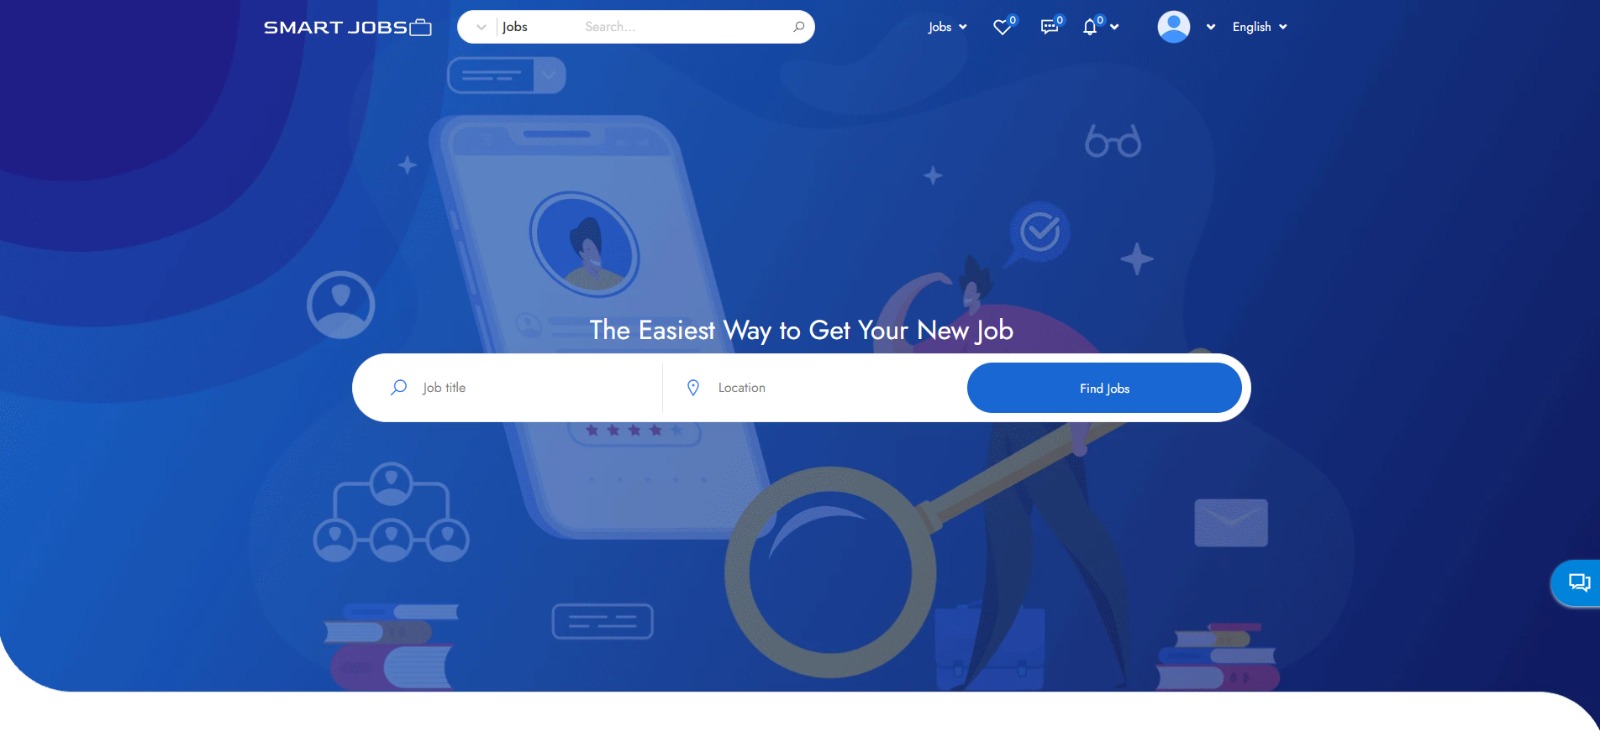 SMART JOBS
Jobs
Search...
Jobs
0
0
0
English
The Easiest Way to Get Your New Job
Job title
Location
Find Jobs